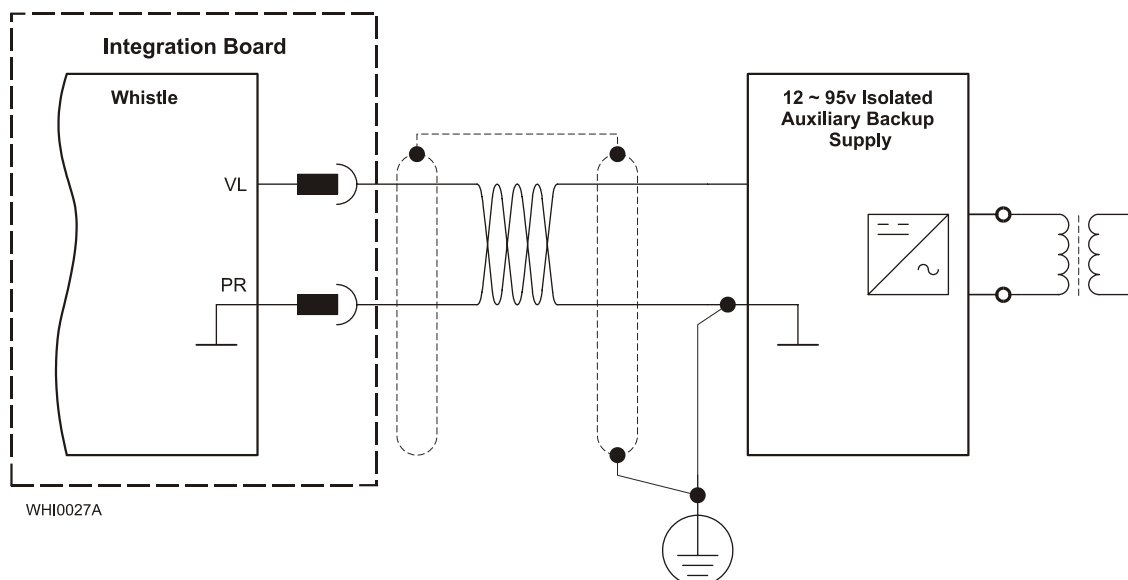 Integration Board
Whistle
12 ~ 95v Isolated
Auxiliary Backup
Supply
VL
PR
WHI0027A